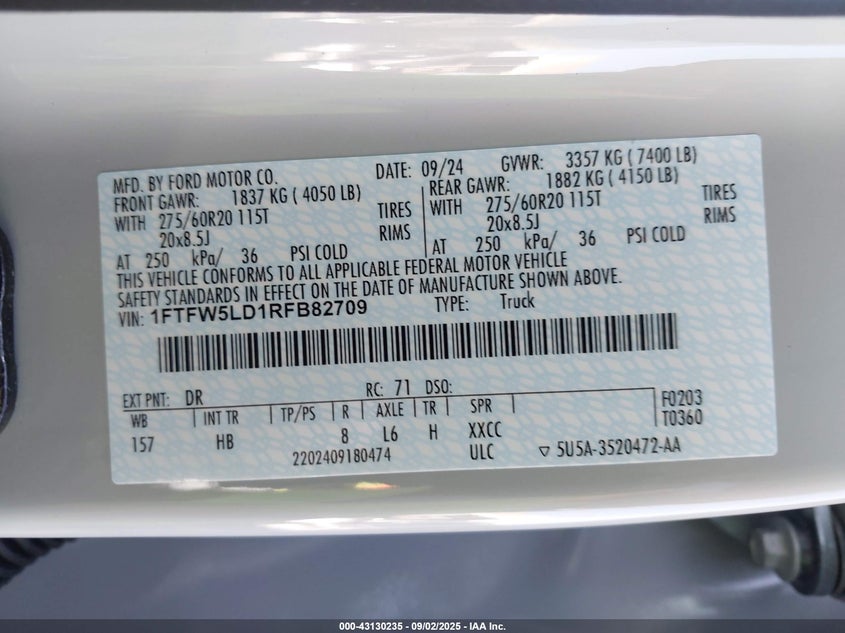 MFD. BY FORD MOTOR CO. DATE: 09/24 GVWR: 3357 KG ( 7400 LB)
FRONT GAWR: 1837 KG ( 4050 LB) REAR GAWR: 1882 KG ( 4150 LB)
WITH 275/60R20 115T TIRES WITH 275/60R20 115T TIRES
20x8.5J RIMS 20x8.5J RIMS
AT 250 kPa/ 36 PSI COLD AT 250 kPa/ 36 PSI COLD
THIS VEHICLE CONFORMS TO ALL APPLICABLE FEDERAL MOTOR VEHICLE
SAFETY STANDARDS IN EFFECT ON THE DATE OF MANUFACTURE SHOWN ABOVE.
VIN: 1FTFW5LD1RFB82709 TYPE: Truck
EXT PNT: DR RC: 71 DSO: F0203
WB INT TR TP/PS R AXLE TR SPR T0360
157 HB 8 L6 H XXCC
2202409180474 ULC ▽ 5U5A-3520472-AA
000-43130235 - 09/02/2025 - IAA Inc.